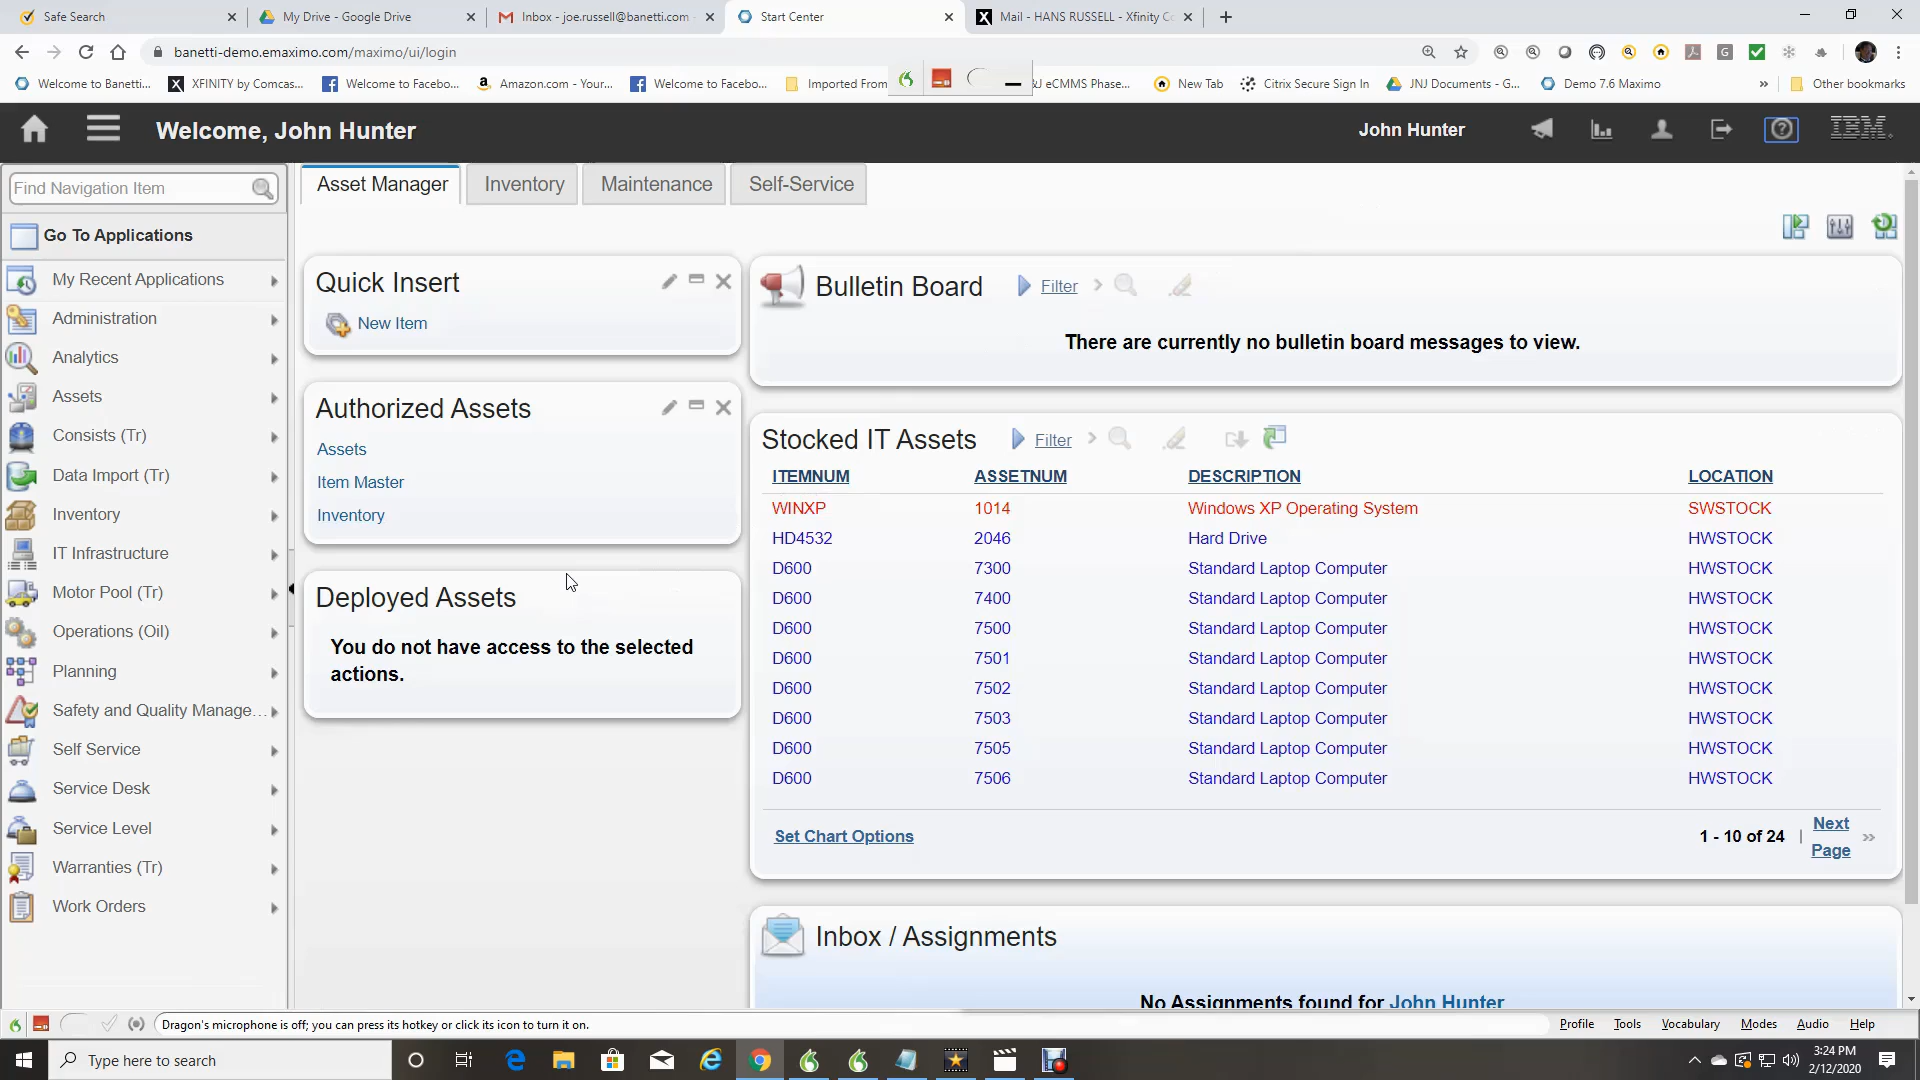 Safe Search
My Drive - Google Drive
Inbox - joe.russell@banetti.com
Start Center
Mail - HANS RUSSELL - Xfinity Co
banetti-demo.emaximo.com/maximo/ui/login
Welcome to Banetti...
XFINITY by Comcas...
Welcome to Facebo...
Amazon.com - Your...
Welcome to Facebo...
Imported From
&J eCMMS Phase...
New Tab
Citrix Secure Sign In
JNJ Documents - G...
Demo 7.6 Maximo
»
Other bookmarks
Welcome, John Hunter
John Hunter
IBM
Find Navigation Item
Go To Applications
My Recent Applications
Administration
Analytics
Assets
Consists (Tr)
Data Import (Tr)
Inventory
IT Infrastructure
Motor Pool (Tr)
Operations (Oil)
Planning
Safety and Quality Manage...
Self Service
Service Desk
Service Level
Warranties (Tr)
Work Orders
Asset Manager
Inventory
Maintenance
Self-Service
Quick Insert
New Item
Authorized Assets
Assets
Item Master
Inventory
Deployed Assets
You do not have access to the selected
actions.
Bulletin Board
Filter
There are currently no bulletin board messages to view.
Stocked IT Assets
Filter
ITEMNUM ASSETNUM DESCRIPTION LOCATION
WINXP 1014 Windows XP Operating System SWSTOCK
HD4532 2046 Hard Drive HWSTOCK
D600 7300 Standard Laptop Computer HWSTOCK
D600 7400 Standard Laptop Computer HWSTOCK
D600 7500 Standard Laptop Computer HWSTOCK
D600 7501 Standard Laptop Computer HWSTOCK
D600 7502 Standard Laptop Computer HWSTOCK
D600 7503 Standard Laptop Computer HWSTOCK
D600 7505 Standard Laptop Computer HWSTOCK
D600 7506 Standard Laptop Computer HWSTOCK
Set Chart Options
1 - 10 of 24 |
Next
Page
Inbox / Assignments
No Assignments found for John Hunter
Dragon's microphone is off; you can press its hotkey or click its icon to turn it on.
Profile Tools Vocabulary Modes Audio Help
Type here to search
3:24 PM
2/12/2020